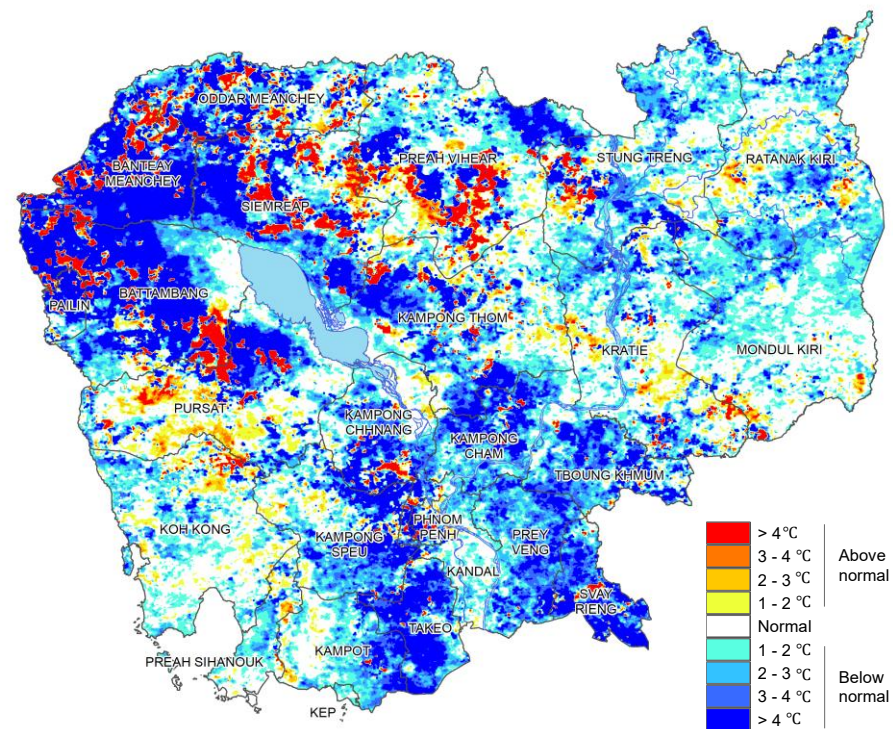 ODDAR MEANCHEY
BANTEAY
MEANCHEY
PREAH VIHEAR
STUNG TRENG
RATANAK KIRI
SIEMREAP
BATTAMBANG
PAILIN
KAMPONG THOM
KRATIE
MONDUL KIRI
PURSAT
KAMPONG
CHHNANG
KAMPONG
CHAM
TBOUNG KHMUM
KOH KONG
KAMPONG
SPEU
PHNOM
PENH
PREY
VENG
KANDAL
SVAY
RIENG
TAKEO
PREAH SIHANOUK
KAMPOT
KEP
> 4℃
3 - 4 ℃
2 - 3 ℃
1 - 2 ℃
Above
normal
Normal
1 - 2 ℃
2 - 3 ℃
3 - 4 ℃
> 4 ℃
Below
normal